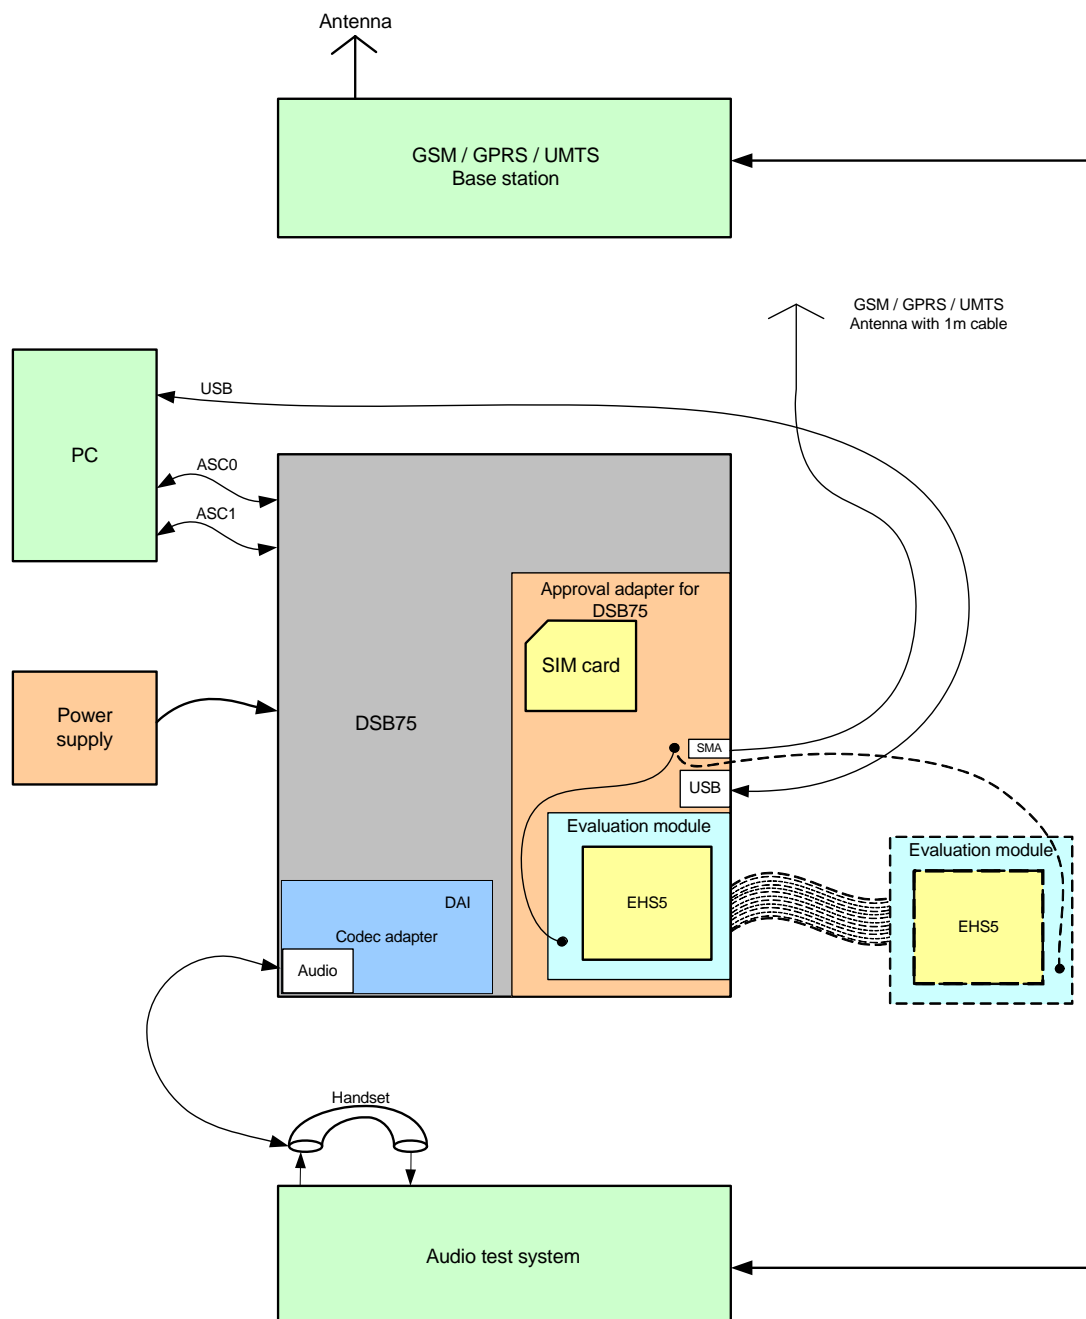 Antenna
GSM / GPRS / UMTS
Base station
GSM / GPRS / UMTS
Antenna with 1m cable
USB
PC
ASC0
ASC1
Approval adapter for
DSB75
SIM card
Power
supply
DSB75
SMA
USB
Evaluation module
EHS5
Evaluation module
EHS5
DAI
Codec adapter
Audio
Handset
Audio test system